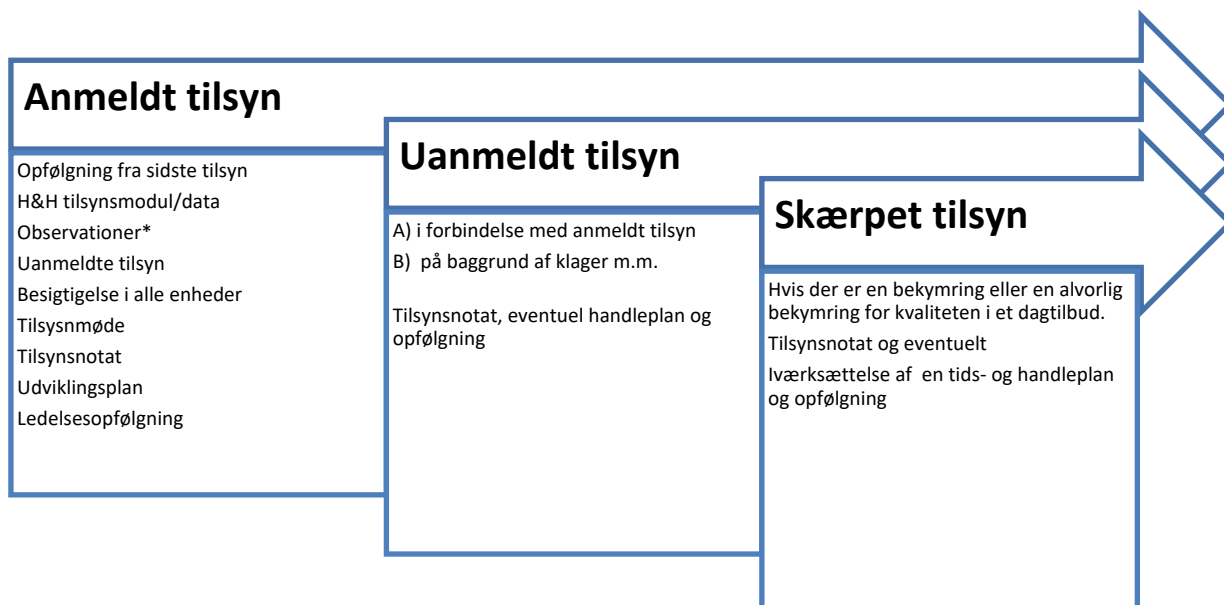 Anmeldt tilsyn
Opfølgning fra sidste tilsyn
H&H tilsynsmodul/data
Observationer*
Uanmeldte tilsyn
Besigtigelse i alle enheder
Tilsysnmøde
Tilsynsnotat
Udviklingsplan
Ledelsesopfølgning
Uanmeldt tilsyn
A) i forbindelse med anmeldt tilsyn
B) på baggrund af klager m.m.
Tilsynsnotat, eventuel handleplan og
opfølgning
Skærpet tilsyn
Hvis der er en bekymring eller en alvorlig
bekymring for kvaliteten i et dagtilbud.
Tilsynsnotat og eventuelt
Iværksættelse af en tids- og handleplan
og opfølgning